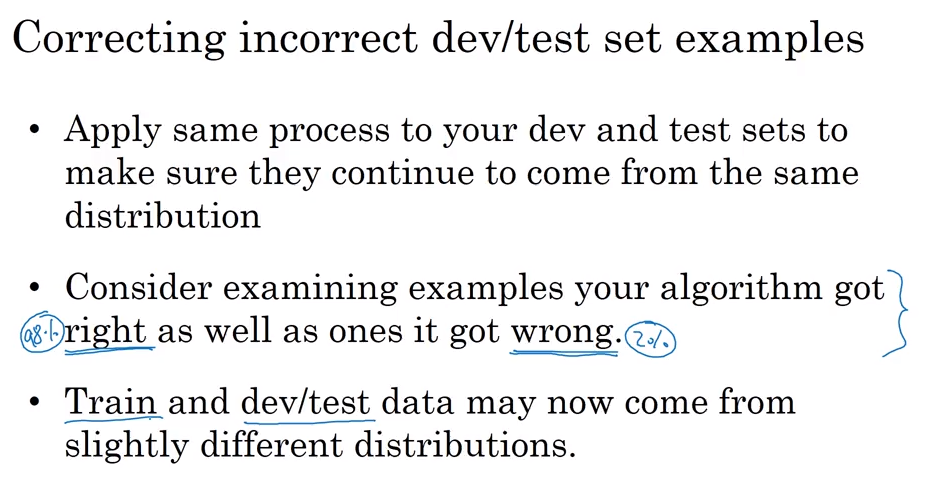 Correcting incorrect dev/test set examples
• Apply same process to your dev and test sets to
make sure they continue to come from the same
distribution
• Consider examining examples your algorithm got
98% right as well as ones it got wrong. 2%
• Train and dev/test data may now come from
slightly different distributions.